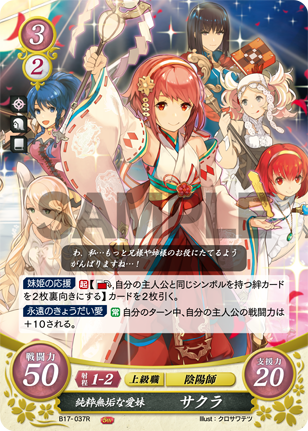 3
2
SAMPLE
わ、私…もっと兄様や姉様のお役にたてるよう
がんばりますね…！
妹姫の応援 起【 、自分の主人公と同じシンボルを持つ絆カード
を2枚裏向きにする】カードを2枚引く。
永遠のきょうだい愛 常 自分のターン中、自分の主人公の戦闘力は
＋10される。
戦闘力
50
射程 1-2
上級職
陰陽師
支援力
20
純粋無垢な愛妹
サクラ
B17-037R
Illust：クロサワテツ